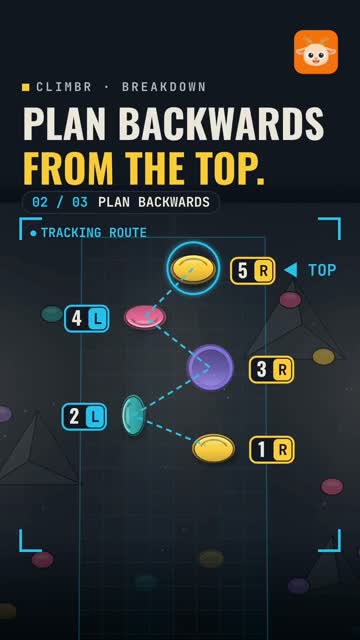 CLIMBR · BREAKDOWN
PLAN BACKWARDS
FROM THE TOP.
02 / 03 PLAN BACKWARDS
TRACKING ROUTE
5 R TOP
4 L
3 R
2 L
1 R